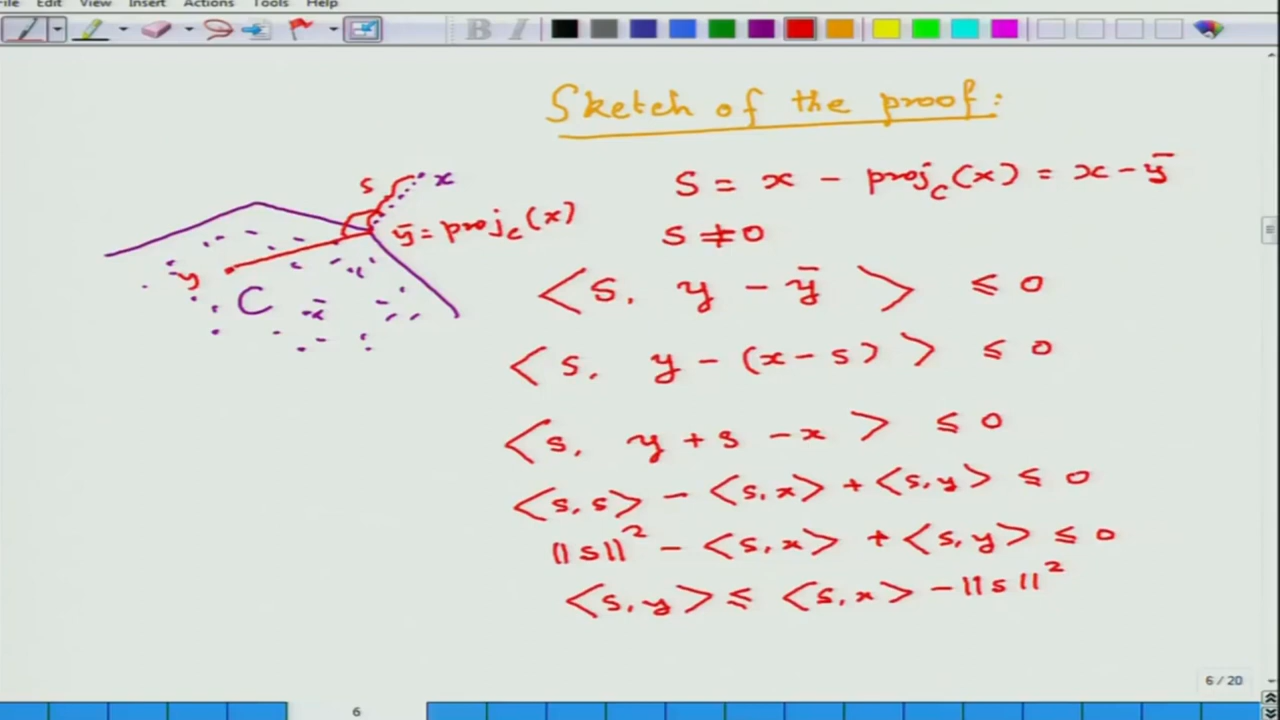 File Edit View Insert Actions Tools Help
B I
Sketch of the proof:
s = x - proj_C(x) = x - ȳ
s ≠ 0
<s, y - ȳ> ≤ 0
<s, y - (x - s)> ≤ 0
<s, y + s - x> ≤ 0
<s, s> - <s, x> + <s, y> ≤ 0
||s||² - <s, x> + <s, y> ≤ 0
<s, y> ≤ <s, x> - ||s||²
s x
ȳ = proj_C(x)
y
C
6 / 20
6